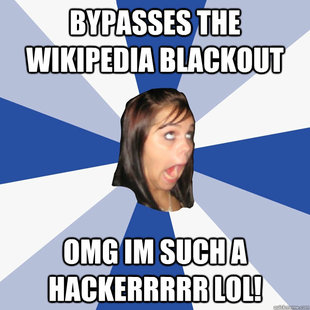 BYPASSES THE
WIKIPEDIA BLACKOUT
OMG IM SUCH A
HACKERRRRR LOL!